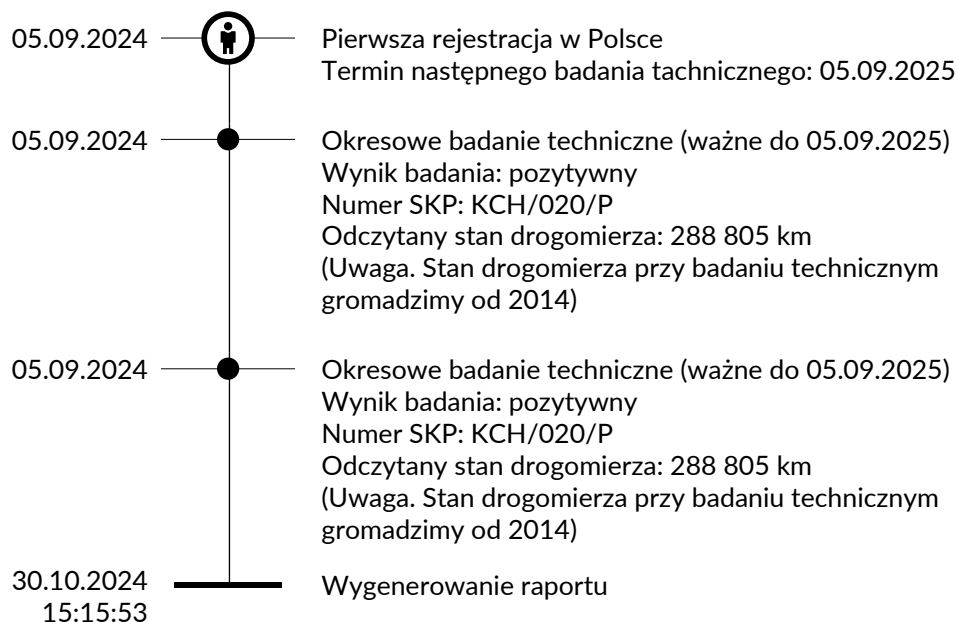 05.09.2024 Pierwsza rejestracja w Polsce
Termin następnego badania tachnicznego: 05.09.2025
05.09.2024 Okresowe badanie techniczne (ważne do 05.09.2025)
Wynik badania: pozytywny
Numer SKP: KCH/020/P
Odczytany stan drogomierza: 288 805 km
(Uwaga. Stan drogomierza przy badaniu technicznym
gromadzimy od 2014)
05.09.2024 Okresowe badanie techniczne (ważne do 05.09.2025)
Wynik badania: pozytywny
Numer SKP: KCH/020/P
Odczytany stan drogomierza: 288 805 km
(Uwaga. Stan drogomierza przy badaniu technicznym
gromadzimy od 2014)
30.10.2024 Wygenerowanie raportu
15:15:53